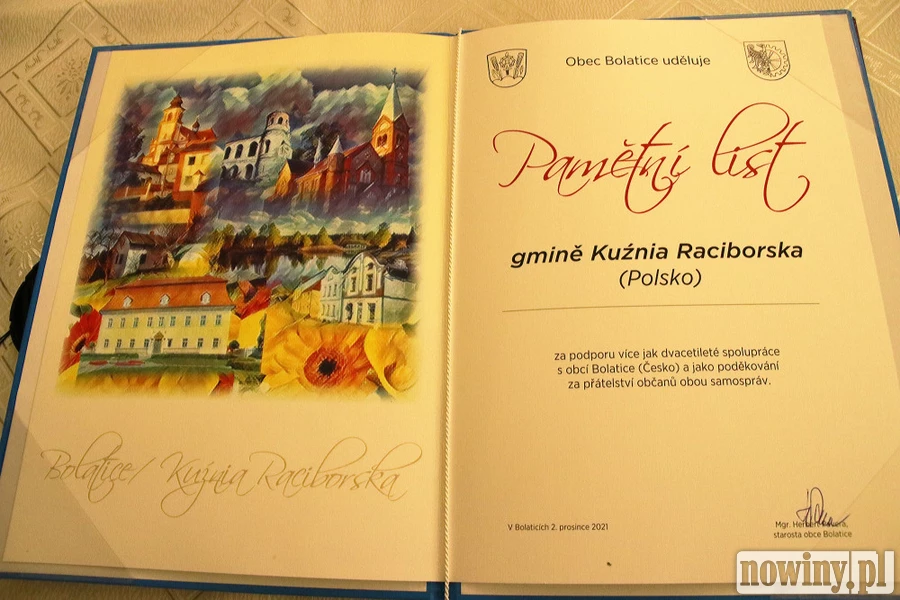 Bolatice/ Kuźnia Raciborska
Obec Bolatice uděluje
Pamětní list
gmině Kuźnia Raciborska
(Polsko)
za podporu více jak dvacetileté spolupráce
s obcí Bolatice (Česko) a jako poděkování
za přátelství občanů obou samospráv.
V Bolaticích 2. prosince 2021
Mgr.
starosta obce Bolatice
nowiny.pl